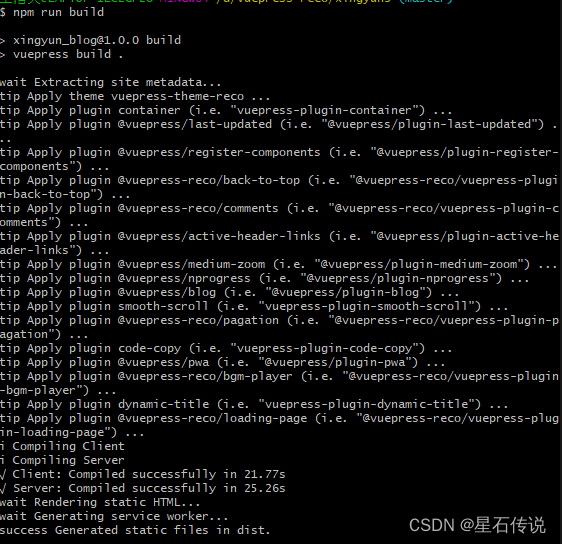 $ npm run build
> xingyun_blog@1.0.0 build
> vuepress build .
wait Extracting site metadata...
tip Apply theme vuepress-theme-reco ...
tip Apply plugin container (i.e. "vuepress-plugin-container") ...
tip Apply plugin @vuepress/last-updated (i.e. "@vuepress/plugin-last-updated") .
..
tip Apply plugin @vuepress/register-components (i.e. "@vuepress/plugin-register-
components") ...
tip Apply plugin @vuepress-reco/back-to-top (i.e. "@vuepress-reco/vuepress-plugi
n-back-to-top") ...
tip Apply plugin @vuepress-reco/comments (i.e. "@vuepress-reco/vuepress-plugin-c
omments") ...
tip Apply plugin @vuepress/active-header-links (i.e. "@vuepress/plugin-active-he
ader-links") ...
tip Apply plugin @vuepress/medium-zoom (i.e. "@vuepress/plugin-medium-zoom") ...
tip Apply plugin @vuepress/nprogress (i.e. "@vuepress/plugin-nprogress") ...
tip Apply plugin @vuepress/blog (i.e. "@vuepress/plugin-blog") ...
tip Apply plugin smooth-scroll (i.e. "vuepress-plugin-smooth-scroll") ...
tip Apply plugin @vuepress-reco/pagation (i.e. "@vuepress-reco/vuepress-plugin-p
agation") ...
tip Apply plugin code-copy (i.e. "vuepress-plugin-code-copy") ...
tip Apply plugin @vuepress/pwa (i.e. "@vuepress/plugin-pwa") ...
tip Apply plugin @vuepress-reco/bgm-player (i.e. "@vuepress-reco/vuepress-plugin
-bgm-player") ...
tip Apply plugin dynamic-title (i.e. "vuepress-plugin-dynamic-title") ...
tip Apply plugin @vuepress-reco/loading-page (i.e. "@vuepress-reco/vuepress-plug
in-loading-page") ...
i Compiling Client
i Compiling Server
√ Client: Compiled successfully in 21.77s
√ Server: Compiled successfully in 25.26s
wait Rendering static HTML...
wait Generating service worker...
success Generated static files in dist.
CSDN @星石传说